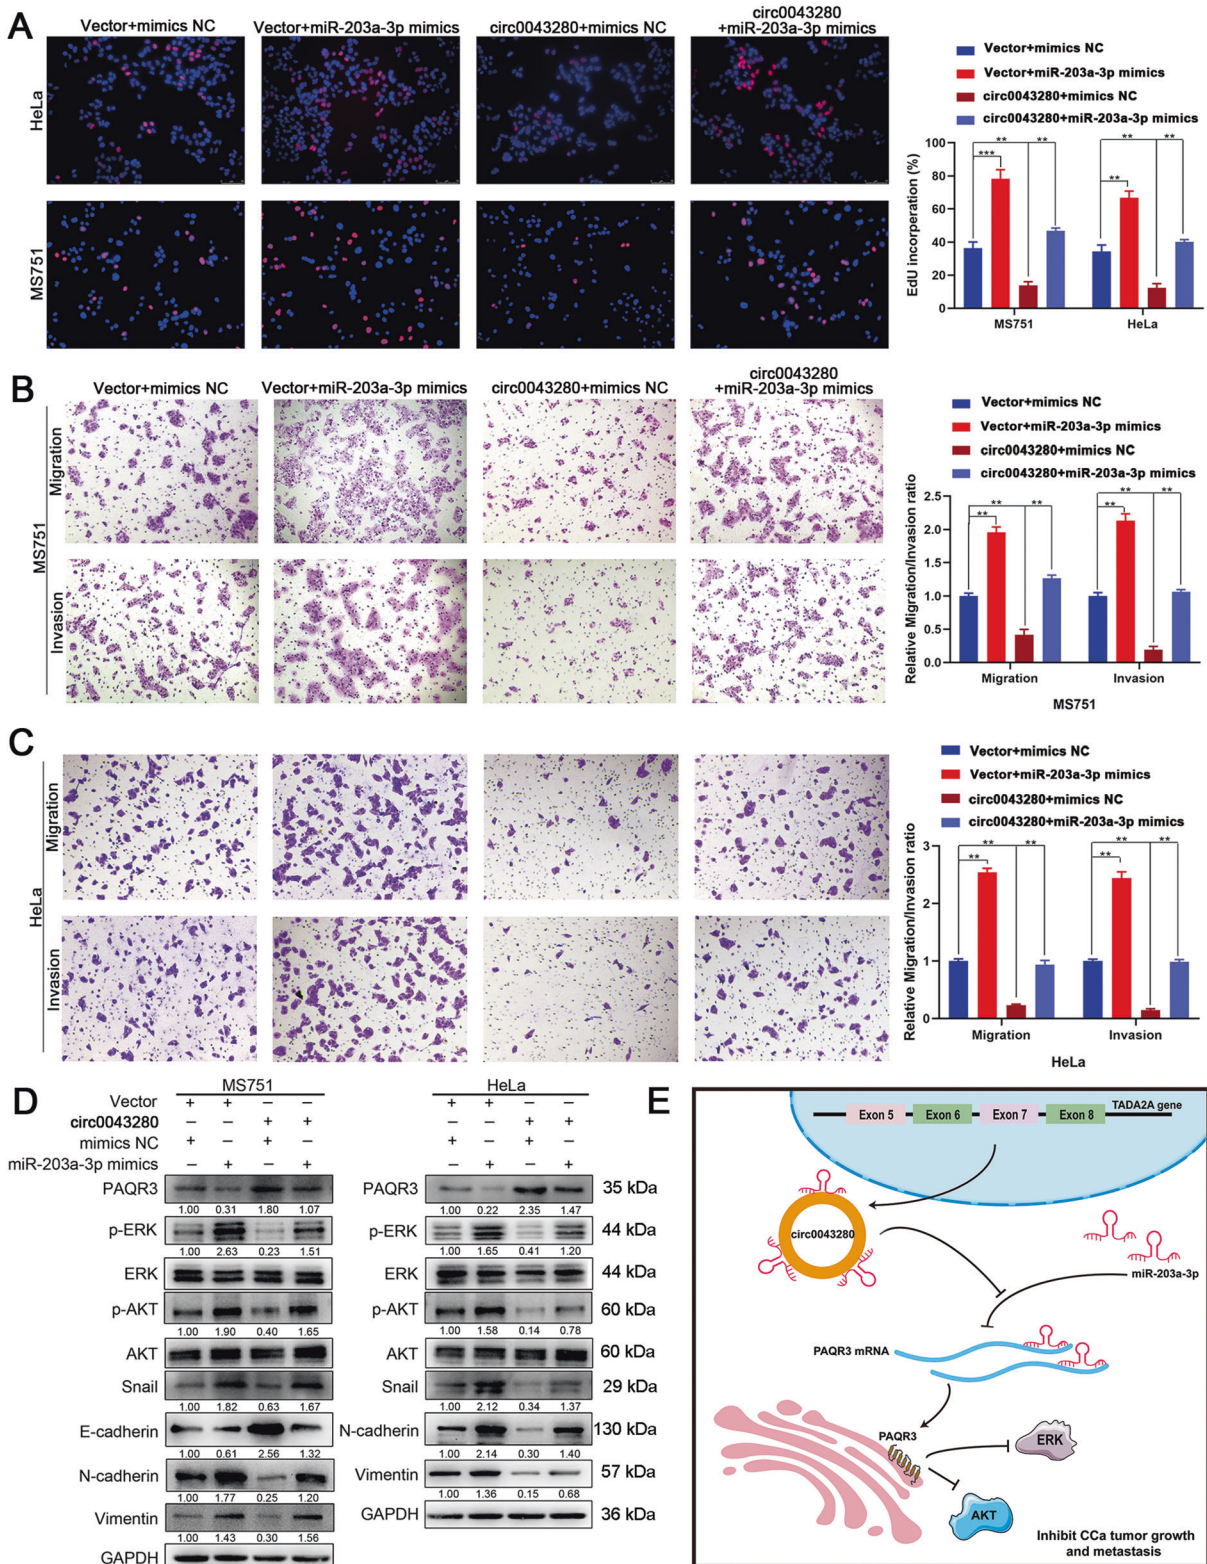 A
Vector+mimics NC
Vector+miR-203a-3p mimics
circ0043280+mimics NC
circ0043280
+miR-203a-3p mimics
HeLa
MS751
Vector+mimics NC
Vector+miR-203a-3p mimics
circ0043280+mimics NC
circ0043280+miR-203a-3p mimics
EdU incorperation (%)
100
80
60
40
20
0
*** ** ** ** ** **
MS751 HeLa
B
Vector+mimics NC
Vector+miR-203a-3p mimics
circ0043280+mimics NC
circ0043280
+miR-203a-3p mimics
MS751
Migration
Invasion
Vector+mimics NC
Vector+miR-203a-3p mimics
circ0043280+mimics NC
circ0043280+miR-203a-3p mimics
Relative Migration/Invasion ratio
2.5
2.0
1.5
1.0
0.5
0.0
** ** ** ** ** **
Migration Invasion
MS751
C
HeLa
Migration
Invasion
Vector+mimics NC
Vector+miR-203a-3p mimics
circ0043280+mimics NC
circ0043280+miR-203a-3p mimics
Relative Migration/Invasion ratio
3
2
1
0
** ** ** ** ** **
Migration Invasion
HeLa
D
MS751
Vector + + − −
circ0043280 − − + +
mimics NC + − + −
miR-203a-3p mimics − + − +
PAQR3
1.00 0.31 1.80 1.07
p-ERK
1.00 2.63 0.23 1.51
ERK
p-AKT
1.00 1.90 0.40 1.65
AKT
Snail
1.00 1.82 0.63 1.67
E-cadherin
1.00 0.61 2.56 1.32
N-cadherin
1.00 1.77 0.25 1.20
Vimentin
1.00 1.43 0.30 1.56
GAPDH
HeLa
+ + − −
− − + +
+ − + −
− + − +
PAQR3 35 kDa
1.00 0.22 2.35 1.47
p-ERK 44 kDa
1.00 1.65 0.41 1.20
ERK 44 kDa
p-AKT 60 kDa
1.00 1.58 0.14 0.78
AKT 60 kDa
Snail 29 kDa
1.00 2.12 0.34 1.37
N-cadherin 130 kDa
1.00 2.14 0.30 1.40
Vimentin 57 kDa
1.00 1.36 0.15 0.68
GAPDH 36 kDa
E
Exon 5 Exon 6 Exon 7 Exon 8 TADA2A gene
circ0043280
miR-203a-3p
PAQR3 mRNA
PAQR3
ERK
AKT
Inhibit CCa tumor growth
and metastasis